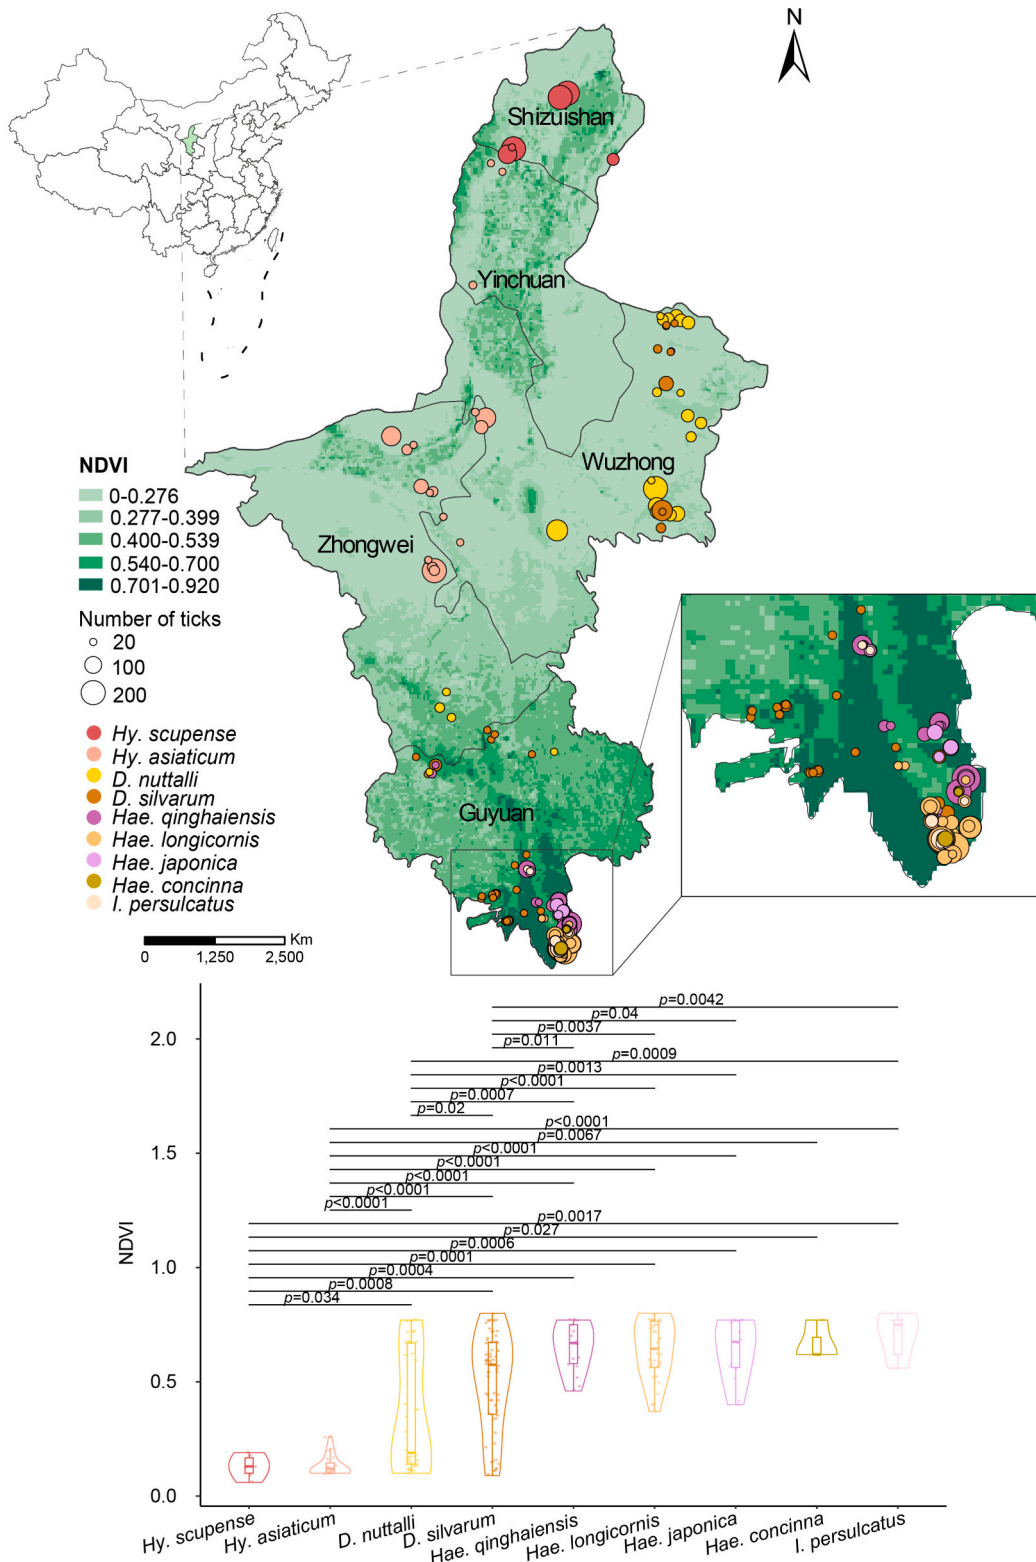 N
Shizuishan
Yinchuan
Wuzhong
Zhongwei
Guyuan
NDVI
0-0.276
0.277-0.399
0.400-0.539
0.540-0.700
0.701-0.920
Number of ticks
20
100
200
Hy. scupense
Hy. asiaticum
D. nuttalli
D. silvarum
Hae. qinghaiensis
Hae. longicornis
Hae. japonica
Hae. concinna
I. persulcatus
Km
0 1,250 2,500
p=0.0042
p=0.04
p=0.0037
p=0.011
p=0.0009
p=0.0013
p<0.0001
p=0.0007
p=0.02
p<0.0001
p=0.0067
p<0.0001
p<0.0001
p<0.0001
p<0.0001
p<0.0001
p=0.0017
p=0.027
p=0.0006
p=0.0001
p=0.0004
p=0.0008
p=0.034
NDVI
2.0
1.5
1.0
0.5
0.0
Hy. scupense
Hy. asiaticum
D. nuttalli
D. silvarum
Hae. qinghaiensis
Hae. longicornis
Hae. japonica
Hae. concinna
I. persulcatus